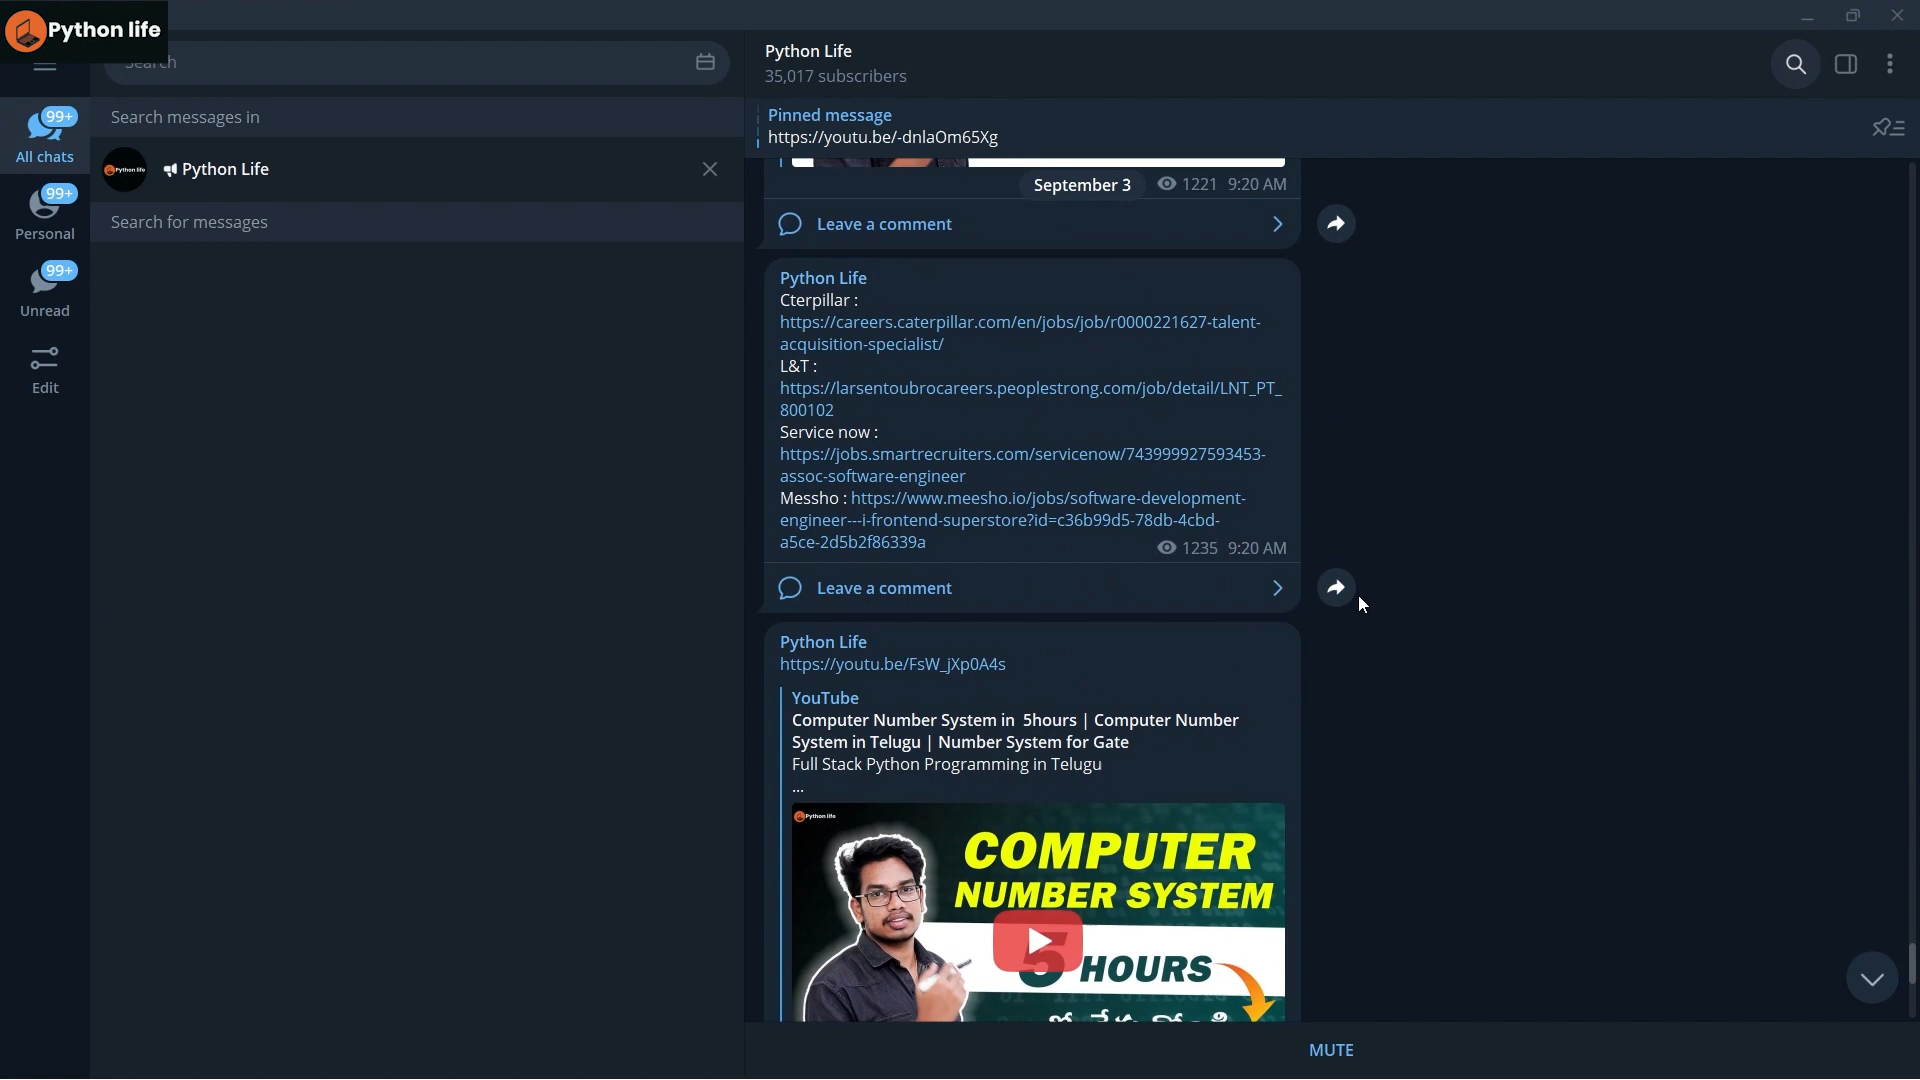 Python life
Search
Search messages in
Python life
Python Life
Search for messages
99+
All chats
99+
Personal
99+
Unread
Edit
Python Life
35,017 subscribers
Pinned message
https://youtu.be/-dnlaOm65Xg
September 3
1221 9:20 AM
Leave a comment
Python Life
Cterpillar :
https://careers.caterpillar.com/en/jobs/job/r0000221627-talent-
acquisition-specialist/
L&T :
https://larsentoubrocareers.peoplestrong.com/job/detail/LNT_PT_
800102
Service now :
https://jobs.smartrecruiters.com/servicenow/743999927593453-
assoc-software-engineer
Messho : https://www.meesho.io/jobs/software-development-
engineer---i-frontend-superstore?id=c36b99d5-78db-4cbd-
a5ce-2d5b2f86339a
1235 9:20 AM
Leave a comment
Python Life
https://youtu.be/FsW_jXp0A4s
YouTube
Computer Number System in 5hours | Computer Number
System in Telugu | Number System for Gate
Full Stack Python Programming in Telugu
...
Python life
COMPUTER
NUMBER SYSTEM
5 HOURS
MUTE